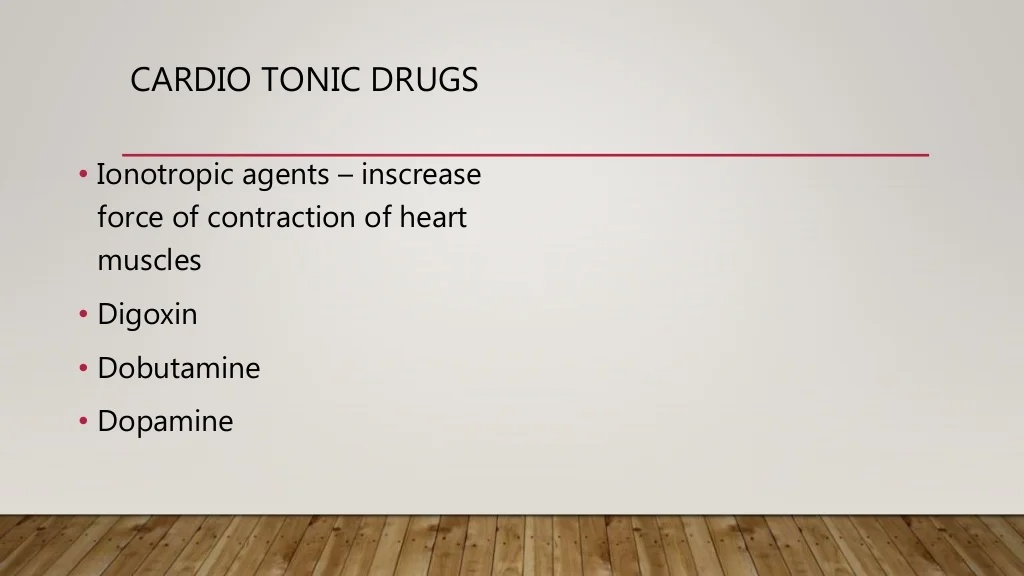 CARDIO TONIC DRUGS
• Ionotropic agents – inscrease
force of contraction of heart
muscles
• Digoxin
• Dobutamine
• Dopamine